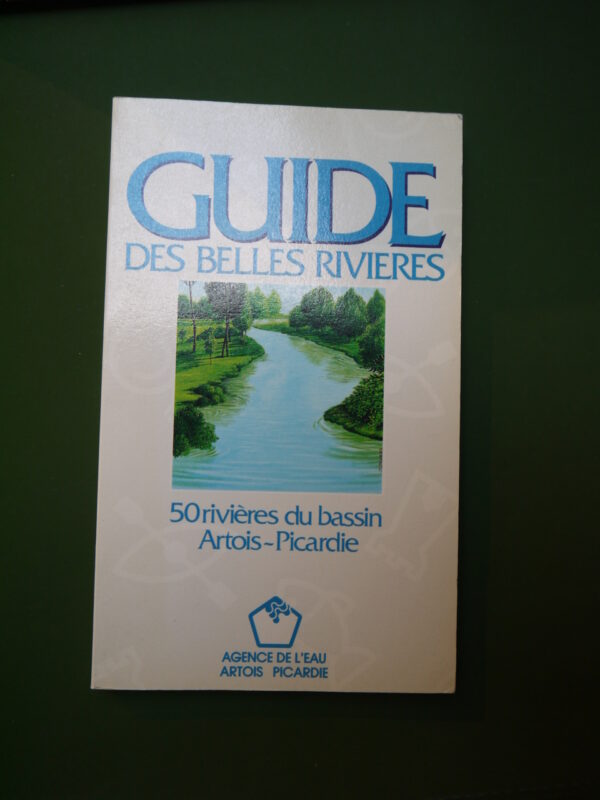 GUIDE
DES BELLES RIVIERES
50 rivières du bassin
Artois~Picardie
AGENCE DE L'EAU
ARTOIS PICARDIE